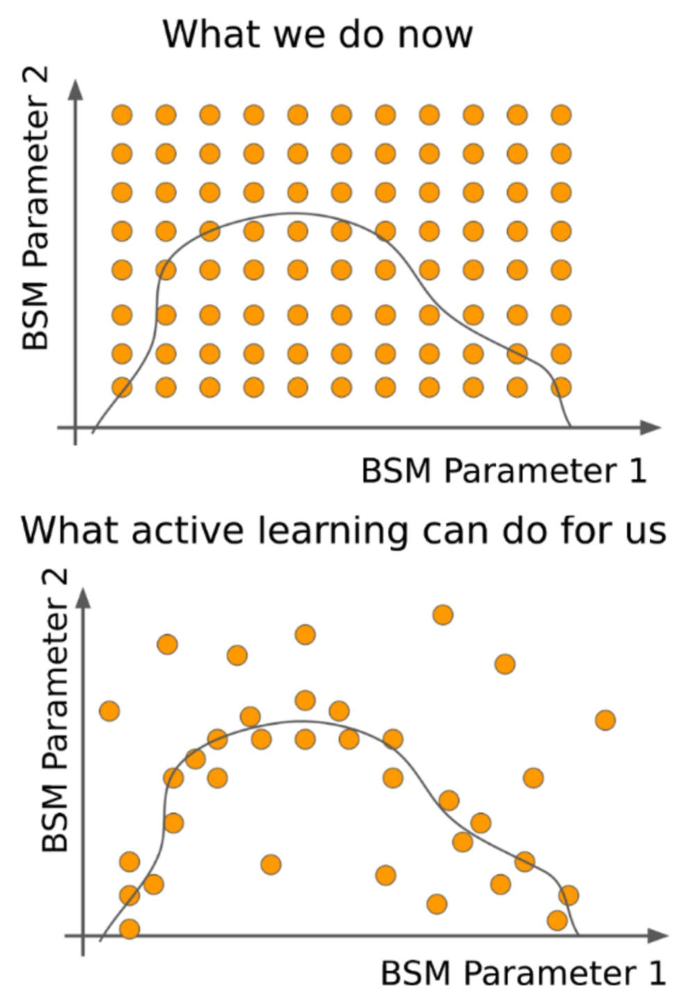 What we do now
BSM Parameter 2
BSM Parameter 1
What active learning can do for us
BSM Parameter 2
BSM Parameter 1